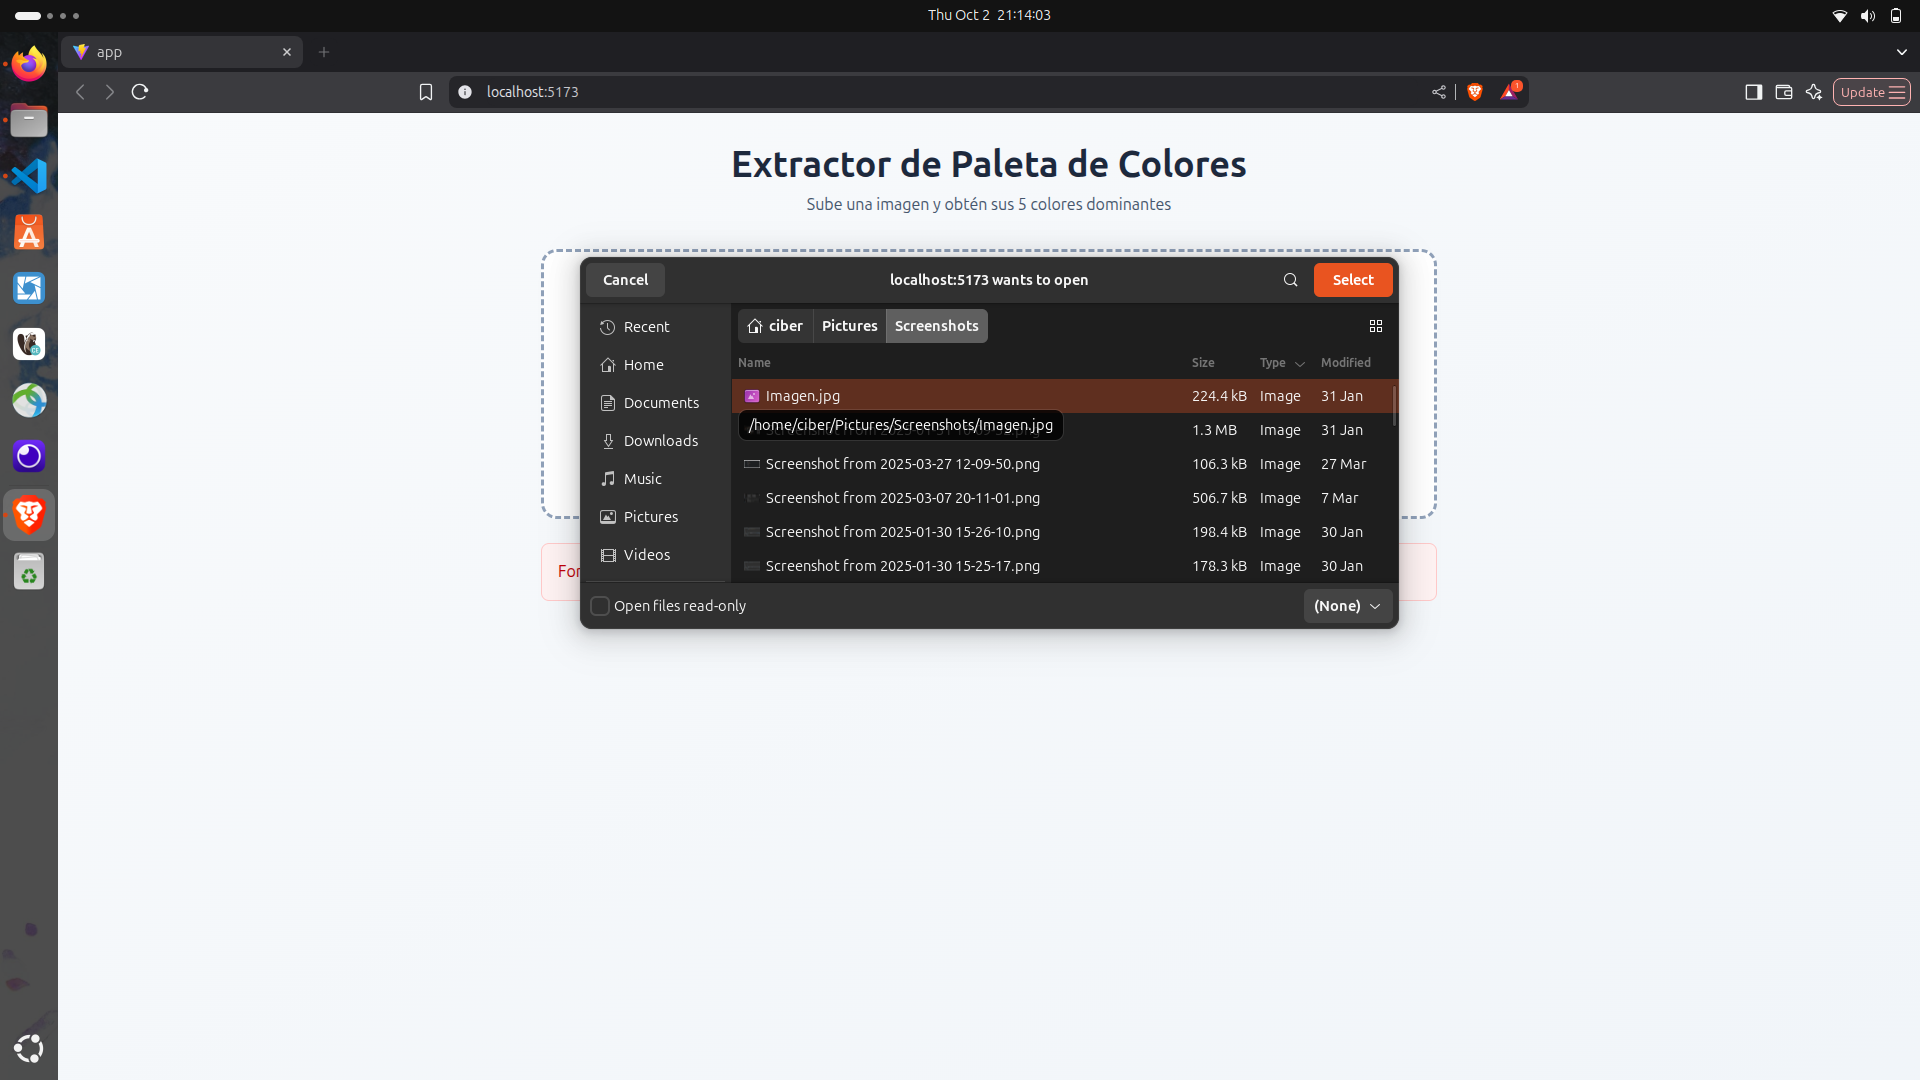 Thu Oct 2 21:14:03
app
localhost:5173
1
Update
Extractor de Paleta de Colores
Sube una imagen y obtén sus 5 colores dominantes
Cancel
localhost:5173 wants to open
Select
Recent
Home
Documents
Downloads
Music
Pictures
Videos
ciber
Pictures
Screenshots
Name Size Type Modified
Imagen.jpg 224.4 kB Image 31 Jan
/home/ciber/Pictures/Screenshots/Imagen.jpg
1.3 MB Image 31 Jan
Screenshot from 2025-03-27 12-09-50.png 106.3 kB Image 27 Mar
Screenshot from 2025-03-07 20-11-01.png 506.7 kB Image 7 Mar
Screenshot from 2025-01-30 15-26-10.png 198.4 kB Image 30 Jan
Screenshot from 2025-01-30 15-25-17.png 178.3 kB Image 30 Jan
For
Open files read-only
(None)